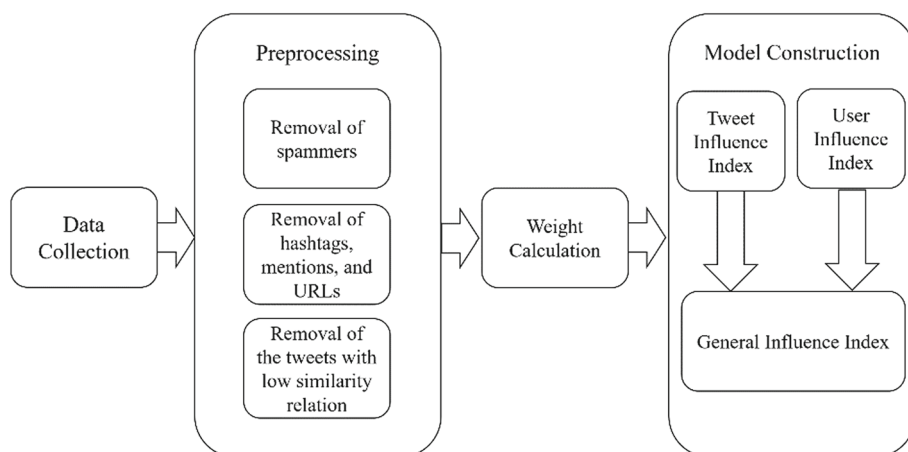 Data
Collection
Preprocessing
Removal of
spammers
Removal of
hashtags,
mentions, and
URLs
Removal of
the tweets with
low similarity
relation
Weight
Calculation
Model Construction
Tweet
Influence
Index
User
Influence
Index
General Influence Index